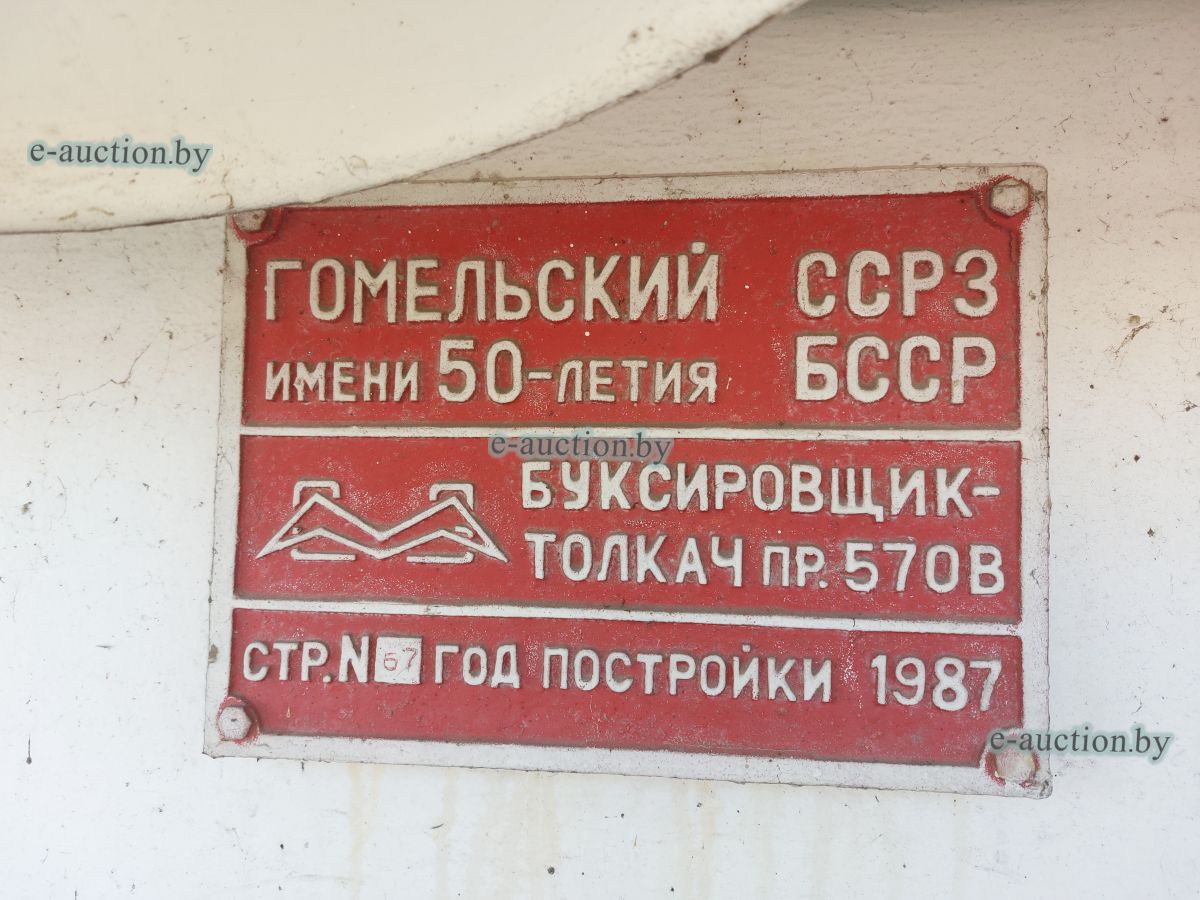 e-auction.by
ГОМЕЛЬСКИЙ ССРЗ
ИМЕНИ 50-ЛЕТИЯ БССР
e-auction.by
БУКСИРОВЩИК-
ТОЛКАЧ ПР. 570В
СТР.N 67 ГОД ПОСТРОЙКИ 1987
e-auction.by